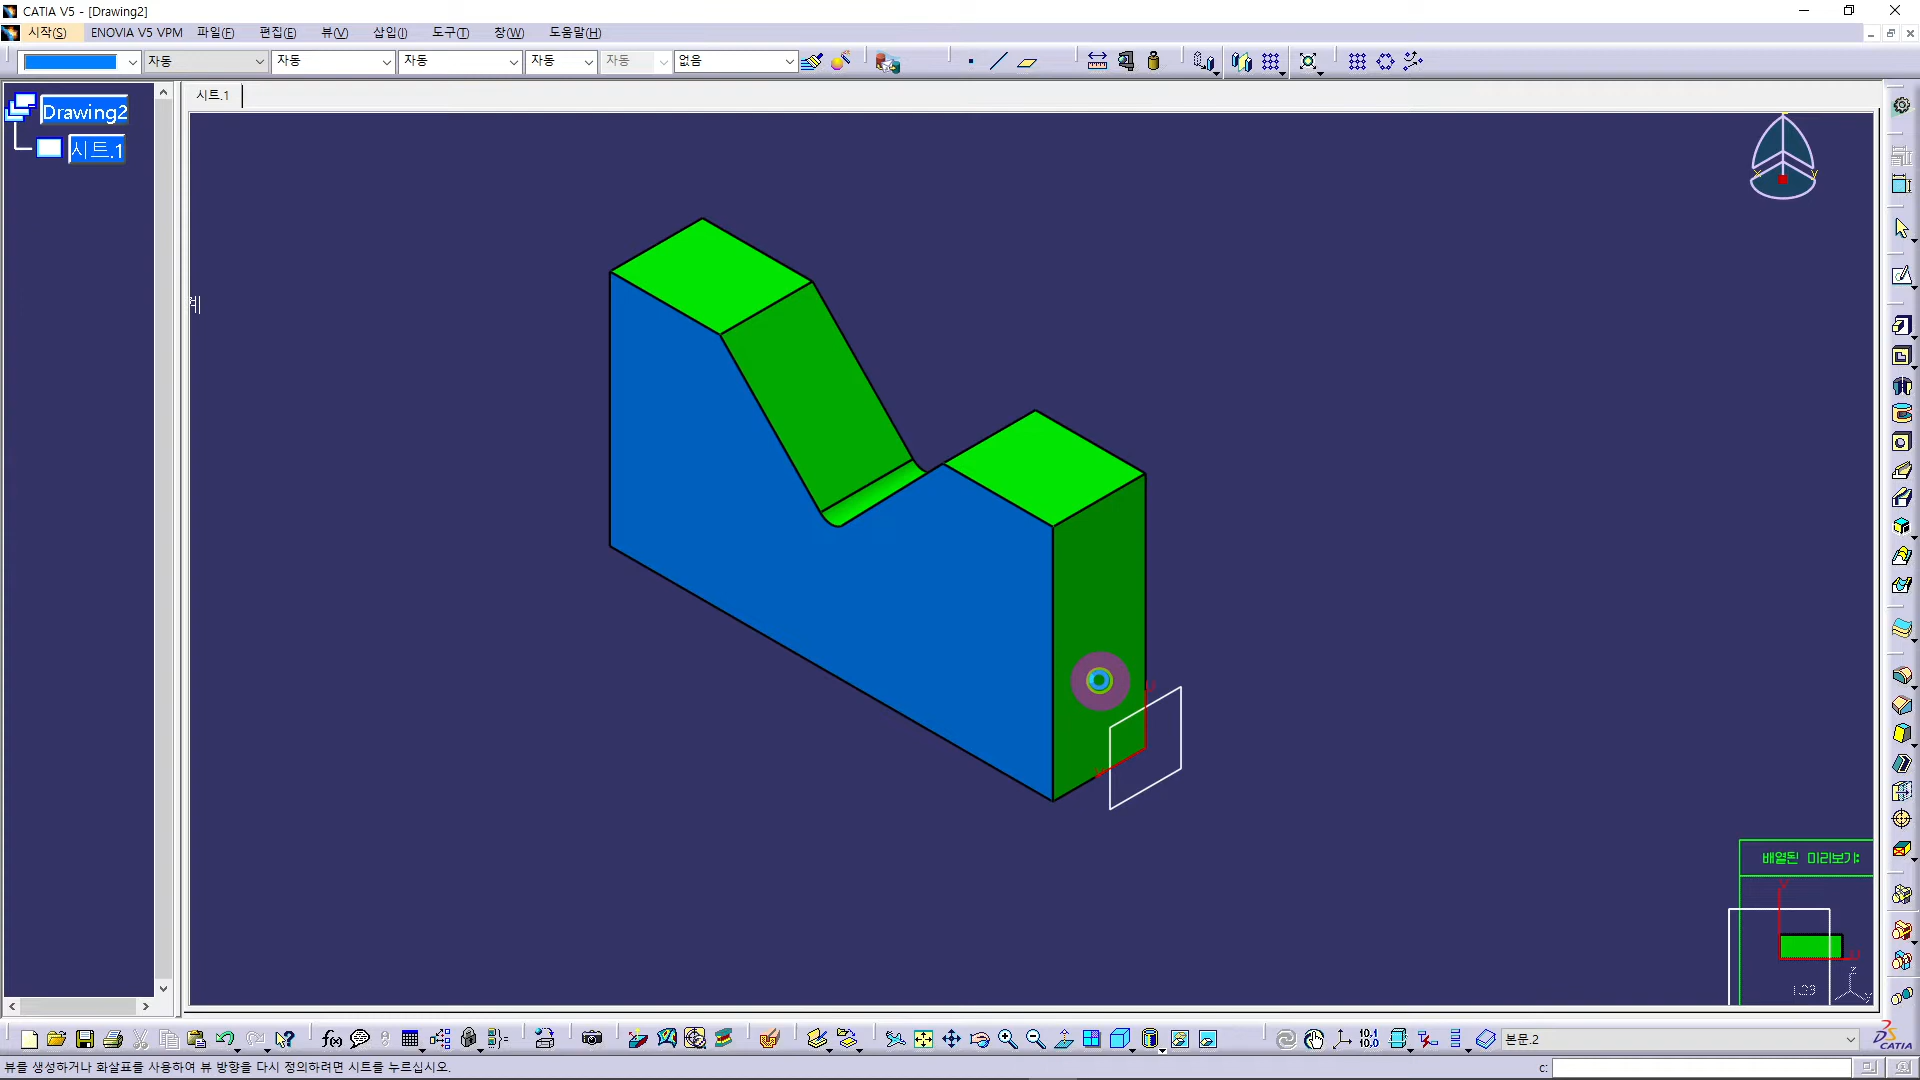 CATIA V5 - [Drawing2]
시작(S) ENOVIA V5 VPM 파일(F) 편집(E) 뷰(V) 삽입(I) 도구(T) 창(W) 도움말(H)
자동 자동 자동 자동 자동 없음
시트.1
Drawing2
시트.1
계
배열된 미리보기:
본문.2
CATIA
뷰를 생성하거나 화살표를 사용하여 뷰 방향을 다시 정의하려면 시트를 누르십시오.
c: